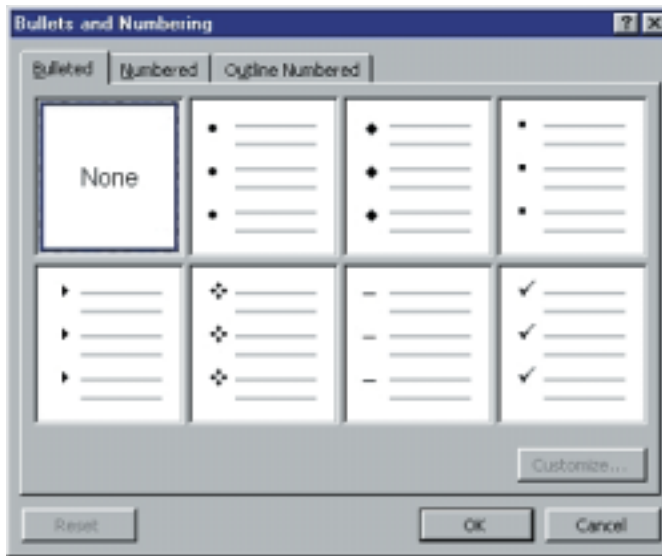 Bullets and Numbering
Bulleted Numbered Outline Numbered
None
Customize...
Reset OK Cancel